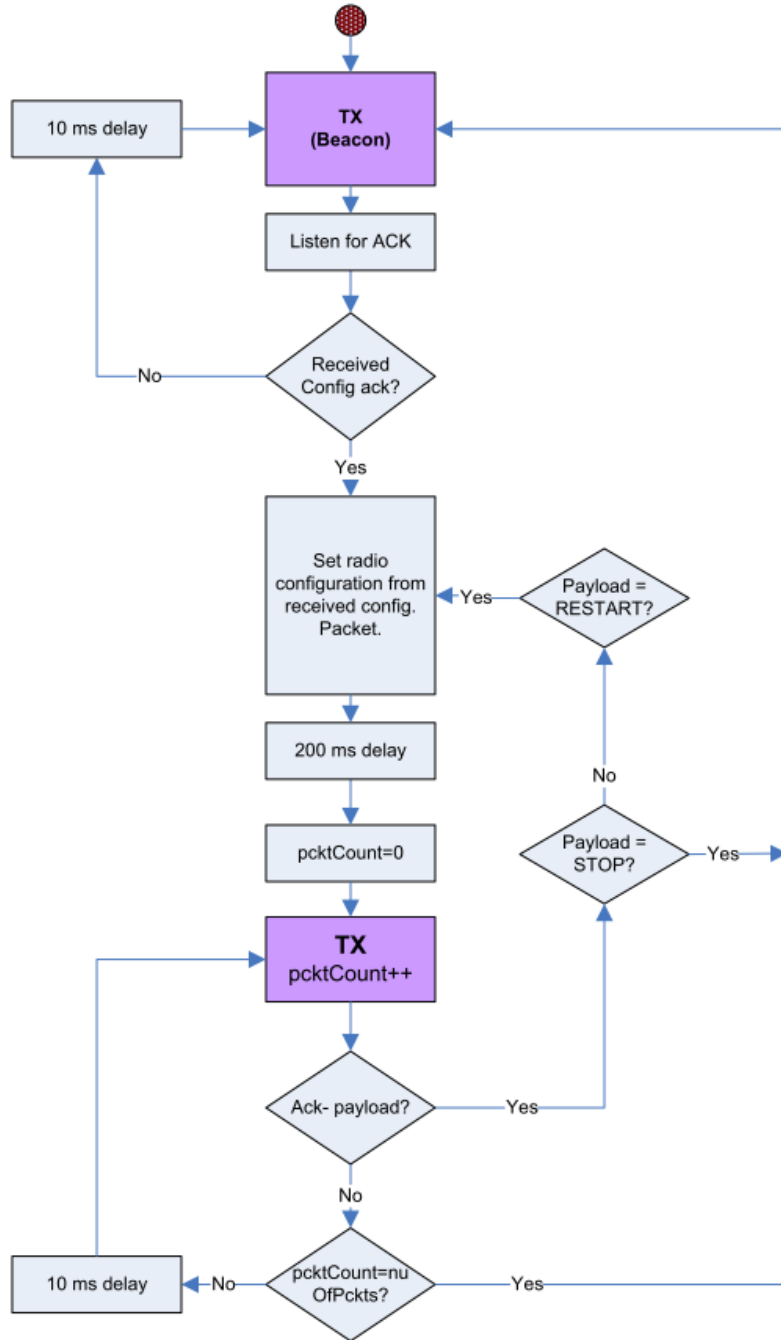 TX
(Beacon)
10 ms delay
Listen for ACK
Received
Config ack?
No
Yes
Set radio
configuration from
received config.
Packet.
Yes
Payload =
RESTART?
200 ms delay
No
pcktCount=0
Payload =
STOP?
Yes
TX
pcktCount++
Ack- payload?
Yes
No
10 ms delay
No
pcktCount=nu
OfPckts?
Yes